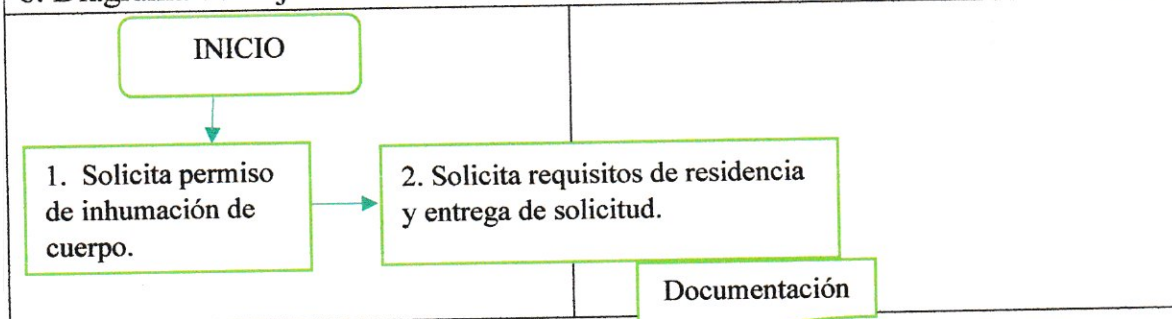 INICIO
1. Solicita permiso
de inhumación de
cuerpo.
2. Solicita requisitos de residencia
y entrega de solicitud.
Documentación